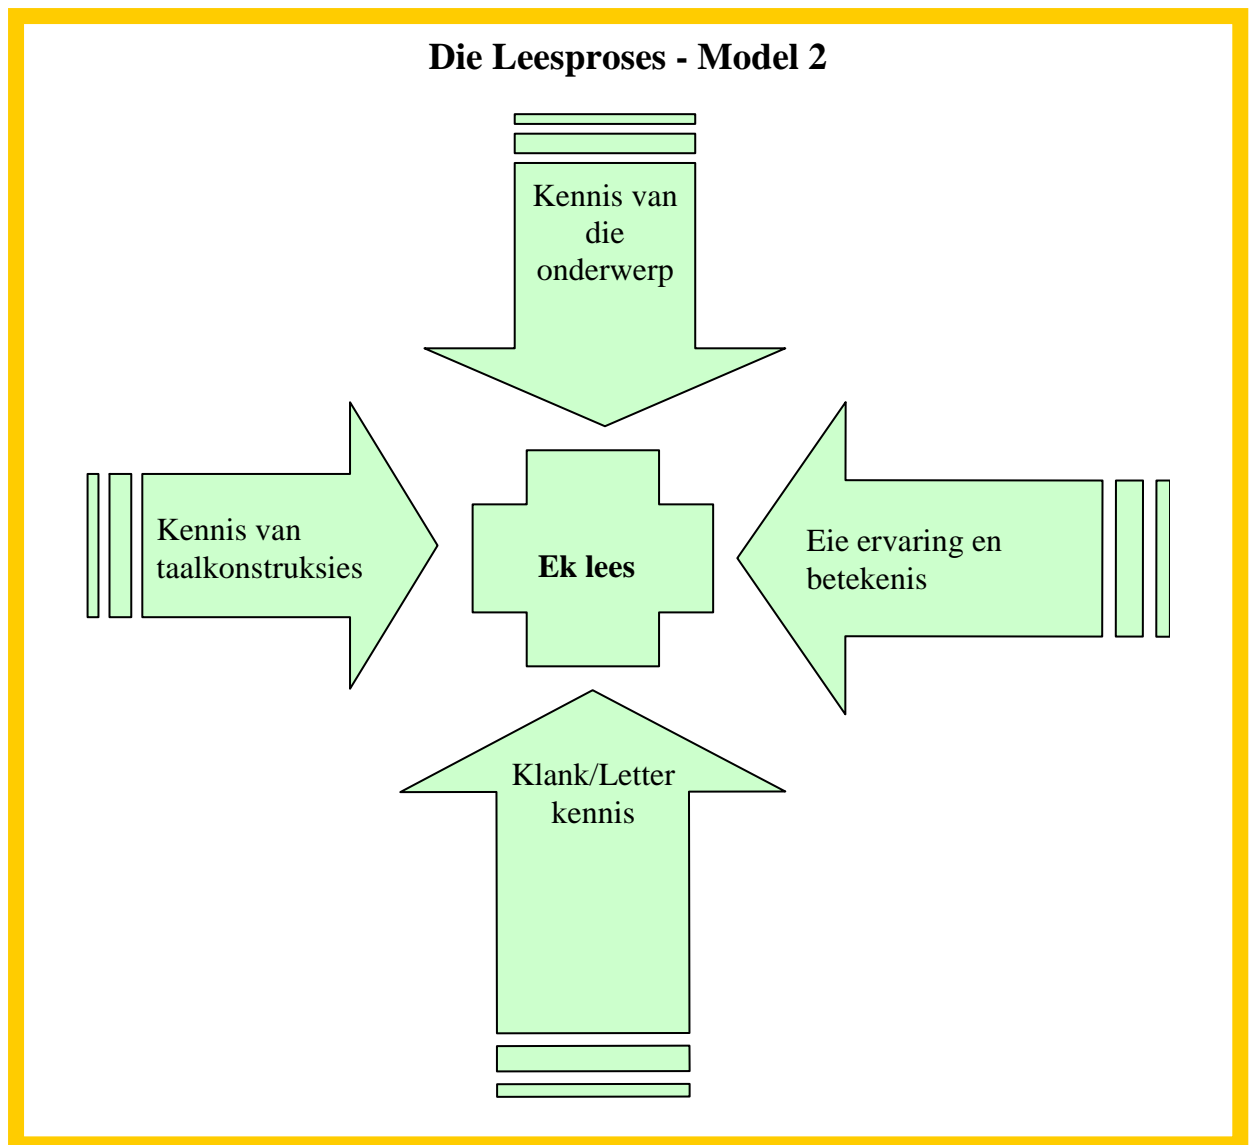 Die Leesproses - Model 2
Kennis van
die
onderwerp
Kennis van
taalkonstruksies
Ek lees
Eie ervaring en
betekenis
Klank/Letter
kennis